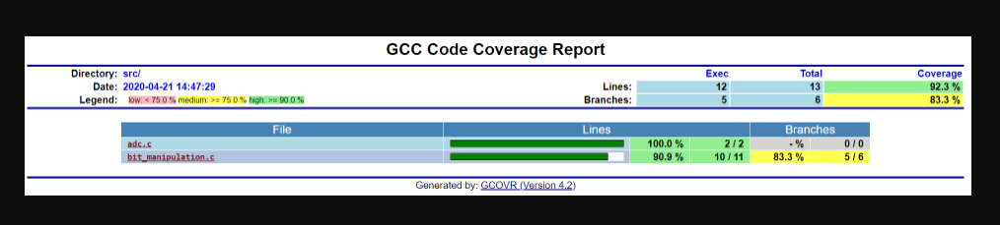 GCC Code Coverage Report
Directory: src/ Exec Total Coverage
Date: 2020-04-21 14:47:29 Lines: 12 13 92.3 %
Legend: low: < 75.0 % medium: >= 75.0 % high: >= 90.0 % Branches: 5 6 83.3 %
File Lines Branches
adc.c 100.0 % 2 / 2 - % 0 / 0
bit_manipulation.c 90.9 % 10 / 11 83.3 % 5 / 6
Generated by: GCOVR (Version 4.2)